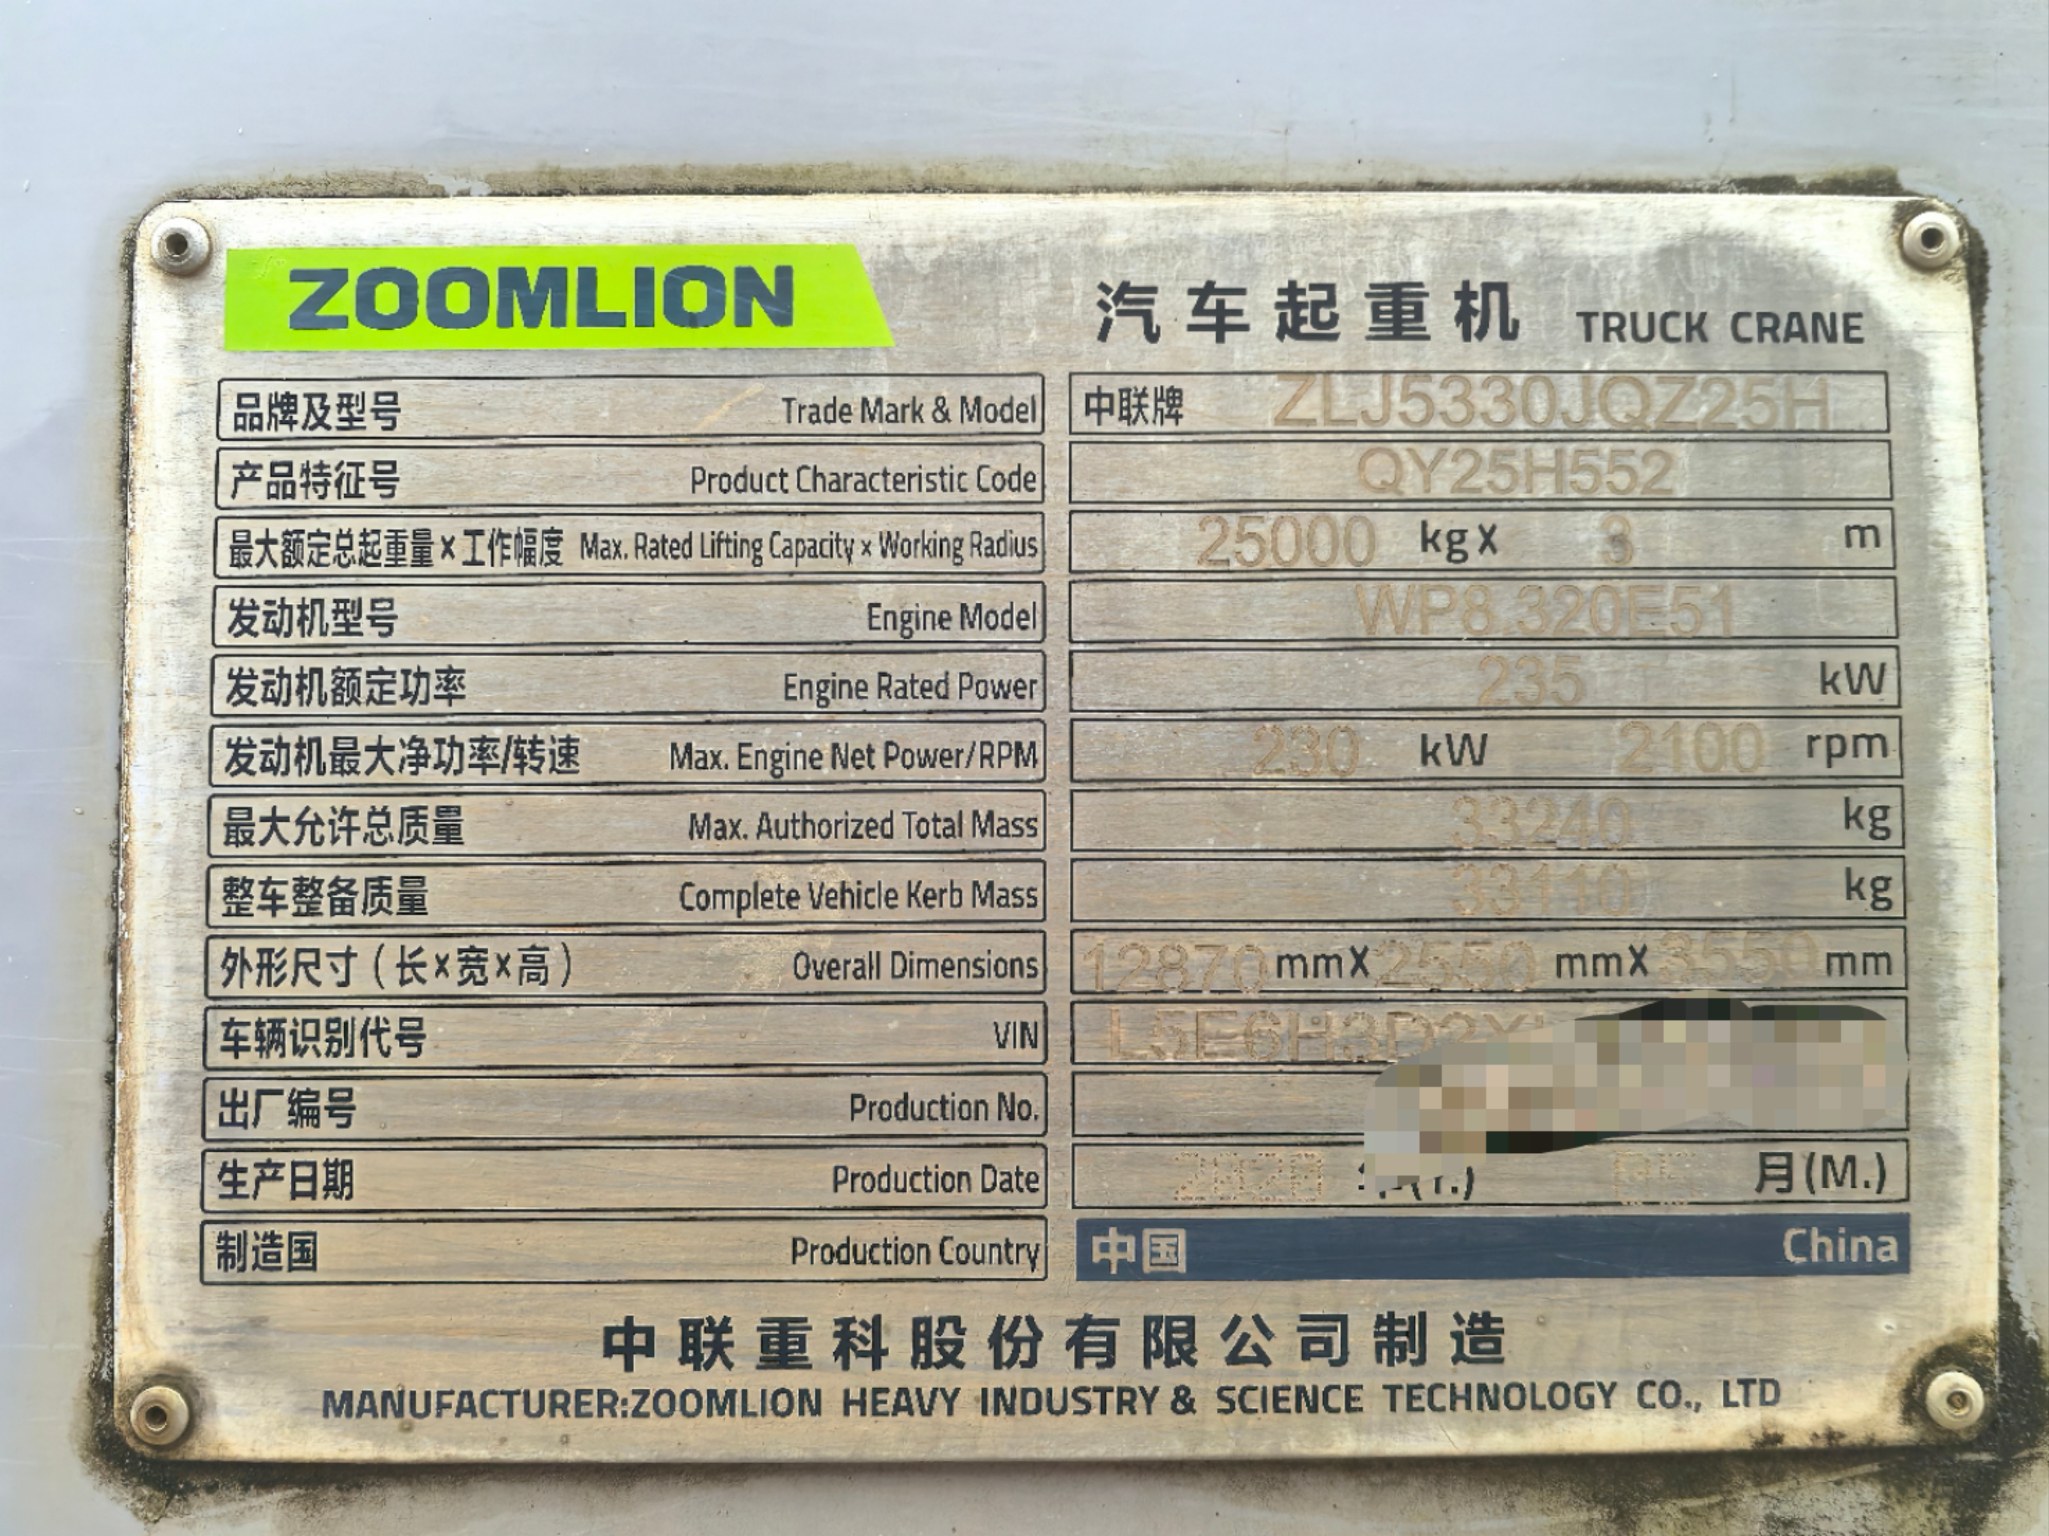 ZOOMLION
汽车起重机 TRUCK CRANE
品牌及型号 Trade Mark & Model 中联牌 ZLJ5330JQZ25H
产品特征号 Product Characteristic Code QY25H552
最大额定总起重量×工作幅度 Max. Rated Lifting Capacity × Working Radius 25000 kg X 3 m
发动机型号 Engine Model WP8.320E51
发动机额定功率 Engine Rated Power 235 kW
发动机最大净功率/转速 Max. Engine Net Power/RPM 230 kW 2100 rpm
最大允许总质量 Max. Authorized Total Mass 33240 kg
整车整备质量 Complete Vehicle Kerb Mass 33110 kg
外形尺寸(长×宽×高) Overall Dimensions 12870 mmX 2550 mmX 3550 mm
车辆识别代号 VIN L5E6H3D2
出厂编号 Production No.
生产日期 Production Date 2020 月(M.)
制造国 Production Country 中国 China
中联重科股份有限公司制造
MANUFACTURER:ZOOMLION HEAVY INDUSTRY & SCIENCE TECHNOLOGY CO., LTD